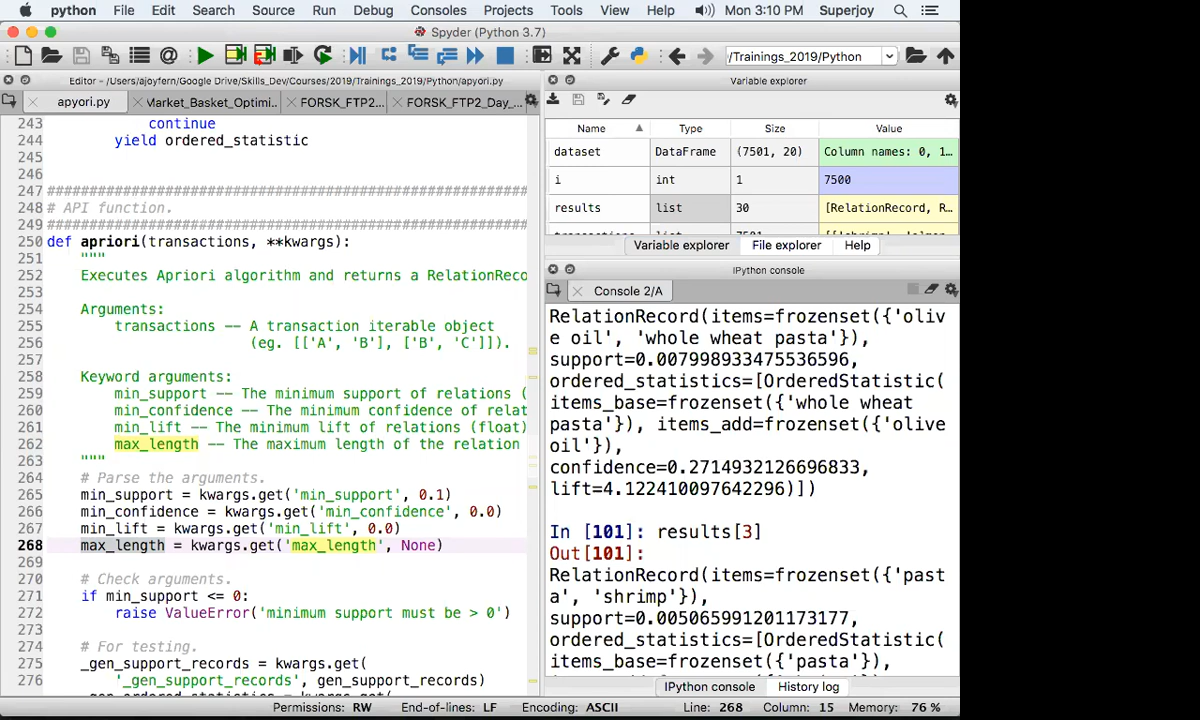 python File Edit Search Source Run Debug Consoles Projects Tools View Help Mon 3:10 PM Superjoy
Spyder (Python 3.7)
/Trainings_2019/Python
Editor - /Users/ajoyfern/Google Drive/Skills_Dev/Courses/2019/Trainings_2019/Python/apyori.py
apyori.py Market_Basket_Optimi... FORSK_FTP2... FORSK_FTP2_Day_...
243 continue
244 yield ordered_statistic
245
246
247 #########################################################
248 # API function.
249 #########################################################
250 def apriori(transactions, **kwargs):
251 """
252 Executes Apriori algorithm and returns a RelationReco
253
254 Arguments:
255 transactions -- A transaction iterable object
256 (eg. [['A', 'B'], ['B', 'C']]).
257
258 Keyword arguments:
259 min_support -- The minimum support of relations (
260 min_confidence -- The minimum confidence of relat
261 min_lift -- The minimum lift of relations (float)
262 max_length -- The maximum length of the relation
263 """
264 # Parse the arguments.
265 min_support = kwargs.get('min_support', 0.1)
266 min_confidence = kwargs.get('min_confidence', 0.0)
267 min_lift = kwargs.get('min_lift', 0.0)
268 max_length = kwargs.get('max_length', None)
269
270 # Check arguments.
271 if min_support <= 0:
272 raise ValueError('minimum support must be > 0')
273
274 # For testing.
275 _gen_support_records = kwargs.get(
276 '_gen_support_records', gen_support_records)
Variable explorer
Name Type Size Value
dataset DataFrame (7501, 20) Column names: 0, 1...
i int 1 7500
results list 30 [RelationRecord, R...
Variable explorer File explorer Help
IPython console
Console 2/A
RelationRecord(items=frozenset({'oliv
e oil', 'whole wheat pasta'}),
support=0.007998933475536596,
ordered_statistics=[OrderedStatistic(
items_base=frozenset({'whole wheat
pasta'}), items_add=frozenset({'olive
oil'}),
confidence=0.2714932126696833,
lift=4.122410097642296)])
In [101]: results[3]
Out[101]:
RelationRecord(items=frozenset({'past
a', 'shrimp'}),
support=0.005065991201173177,
ordered_statistics=[OrderedStatistic(
items_base=frozenset({'pasta'}),
IPython console History log
Permissions: RW End-of-lines: LF Encoding: ASCII Line: 268 Column: 15 Memory: 76 %